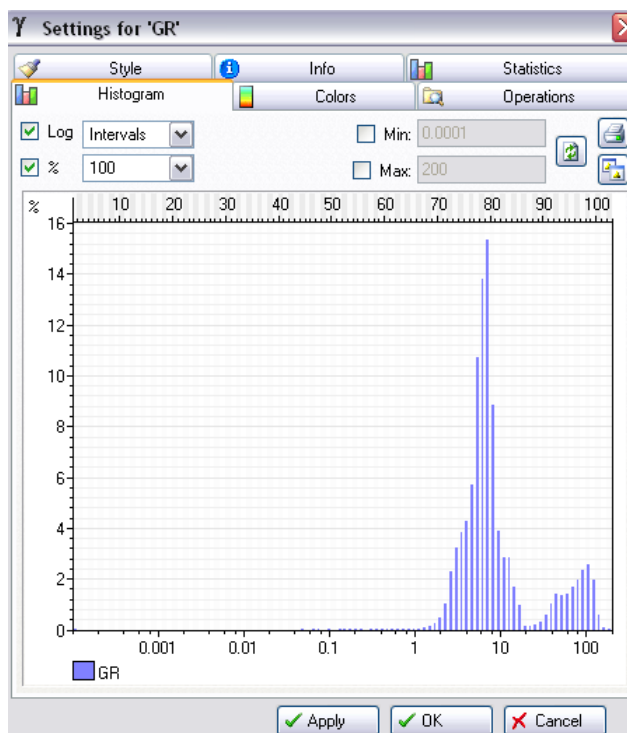 γ Settings for 'GR'
Style Info Statistics
Histogram Colors Operations
Log Intervals Min: 0.0001
% 100 Max: 200
% 10 20 30 40 50 60 70 80 90 100
16
14
12
10
8
6
4
2
0
0.001 0.01 0.1 1 10 100
GR
Apply OK Cancel